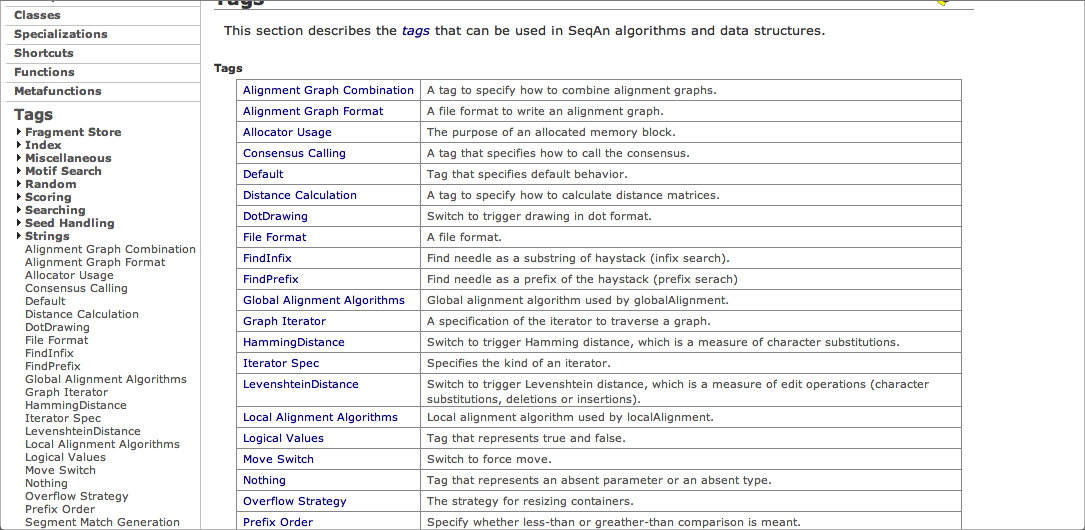 Classes
Specializations
Shortcuts
Functions
Metafunctions
Tags
Fragment Store
Index
Miscellaneous
Motif Search
Random
Scoring
Searching
Seed Handling
Strings
Alignment Graph Combination
Alignment Graph Format
Allocator Usage
Consensus Calling
Default
Distance Calculation
DotDrawing
File Format
FindInfix
FindPrefix
Global Alignment Algorithms
Graph Iterator
HammingDistance
Iterator Spec
LevenshteinDistance
Local Alignment Algorithms
Logical Values
Move Switch
Nothing
Overflow Strategy
Prefix Order
Segment Match Generation
Tags
This section describes the tags that can be used in SeqAn algorithms and data structures.
Tags
Alignment Graph Combination A tag to specify how to combine alignment graphs.
Alignment Graph Format A file format to write an alignment graph.
Allocator Usage The purpose of an allocated memory block.
Consensus Calling A tag that specifies how to call the consensus.
Default Tag that specifies default behavior.
Distance Calculation A tag to specify how to calculate distance matrices.
DotDrawing Switch to trigger drawing in dot format.
File Format A file format.
FindInfix Find needle as a substring of haystack (infix search).
FindPrefix Find needle as a prefix of the haystack (prefix serach)
Global Alignment Algorithms Global alignment algorithm used by globalAlignment.
Graph Iterator A specification of the iterator to traverse a graph.
HammingDistance Switch to trigger Hamming distance, which is a measure of character substitutions.
Iterator Spec Specifies the kind of an iterator.
LevenshteinDistance Switch to trigger Levenshtein distance, which is a measure of edit operations (character
substitutions, deletions or insertions).
Local Alignment Algorithms Local alignment algorithm used by localAlignment.
Logical Values Tag that represents true and false.
Move Switch Switch to force move.
Nothing Tag that represents an absent parameter or an absent type.
Overflow Strategy The strategy for resizing containers.
Prefix Order Specify whether less-than or greather-than comparison is meant.